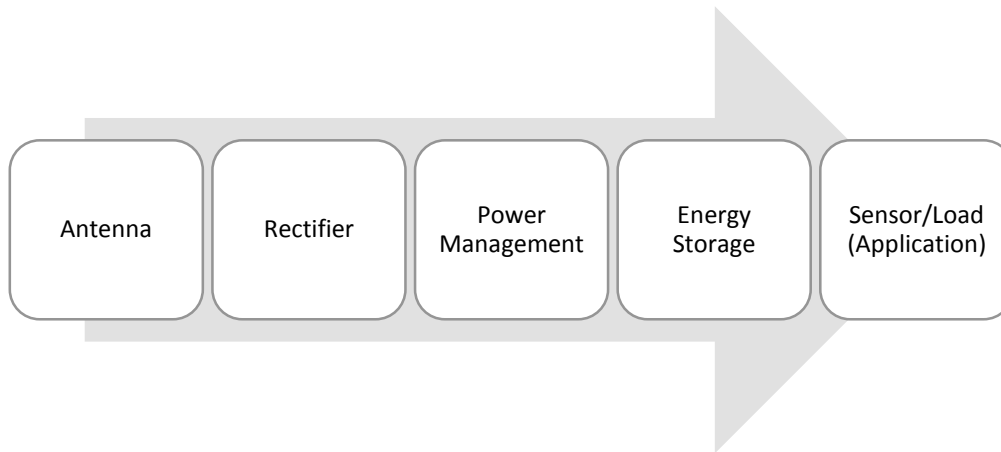 Antenna
Rectifier
Power
Management
Energy
Storage
Sensor/Load
(Application)